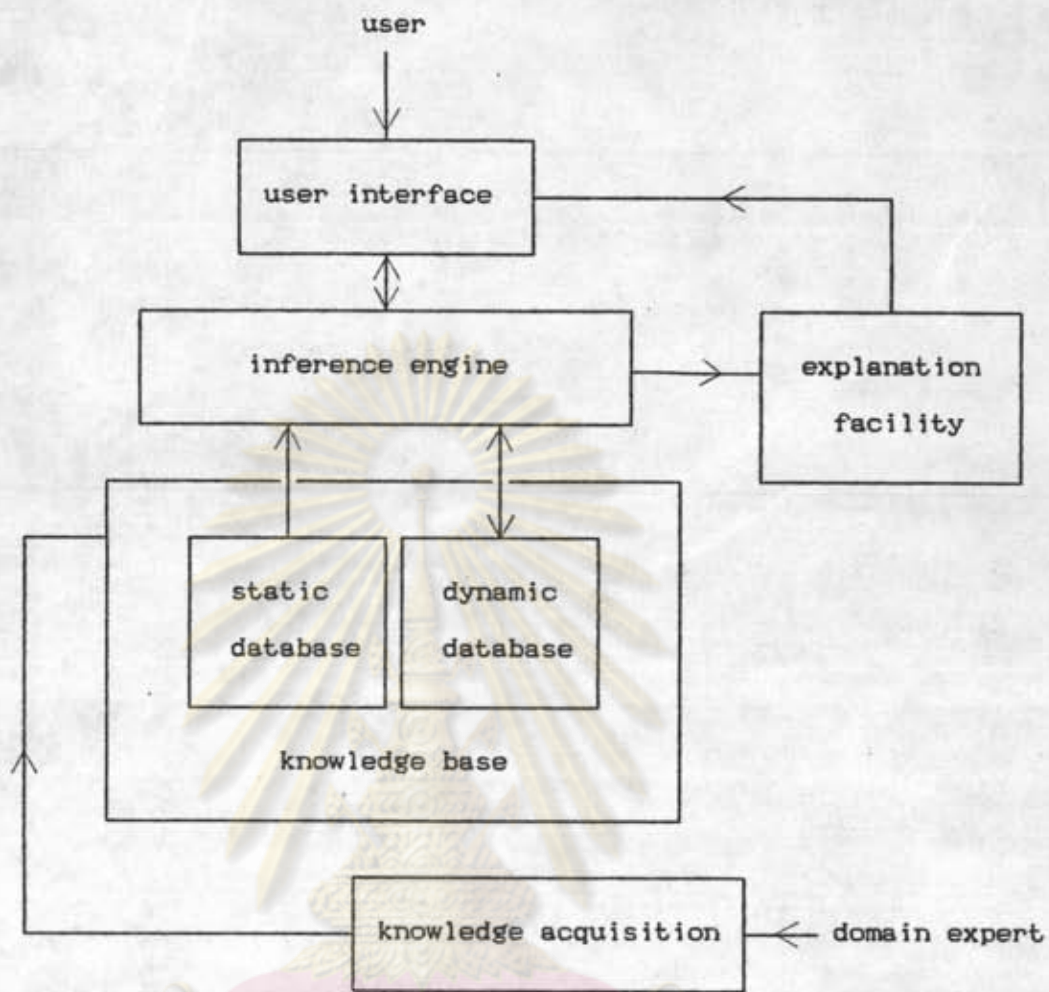 user
user interface
inference engine
explanation
facility
static
database
dynamic
database
knowledge base
knowledge acquisition
domain expert